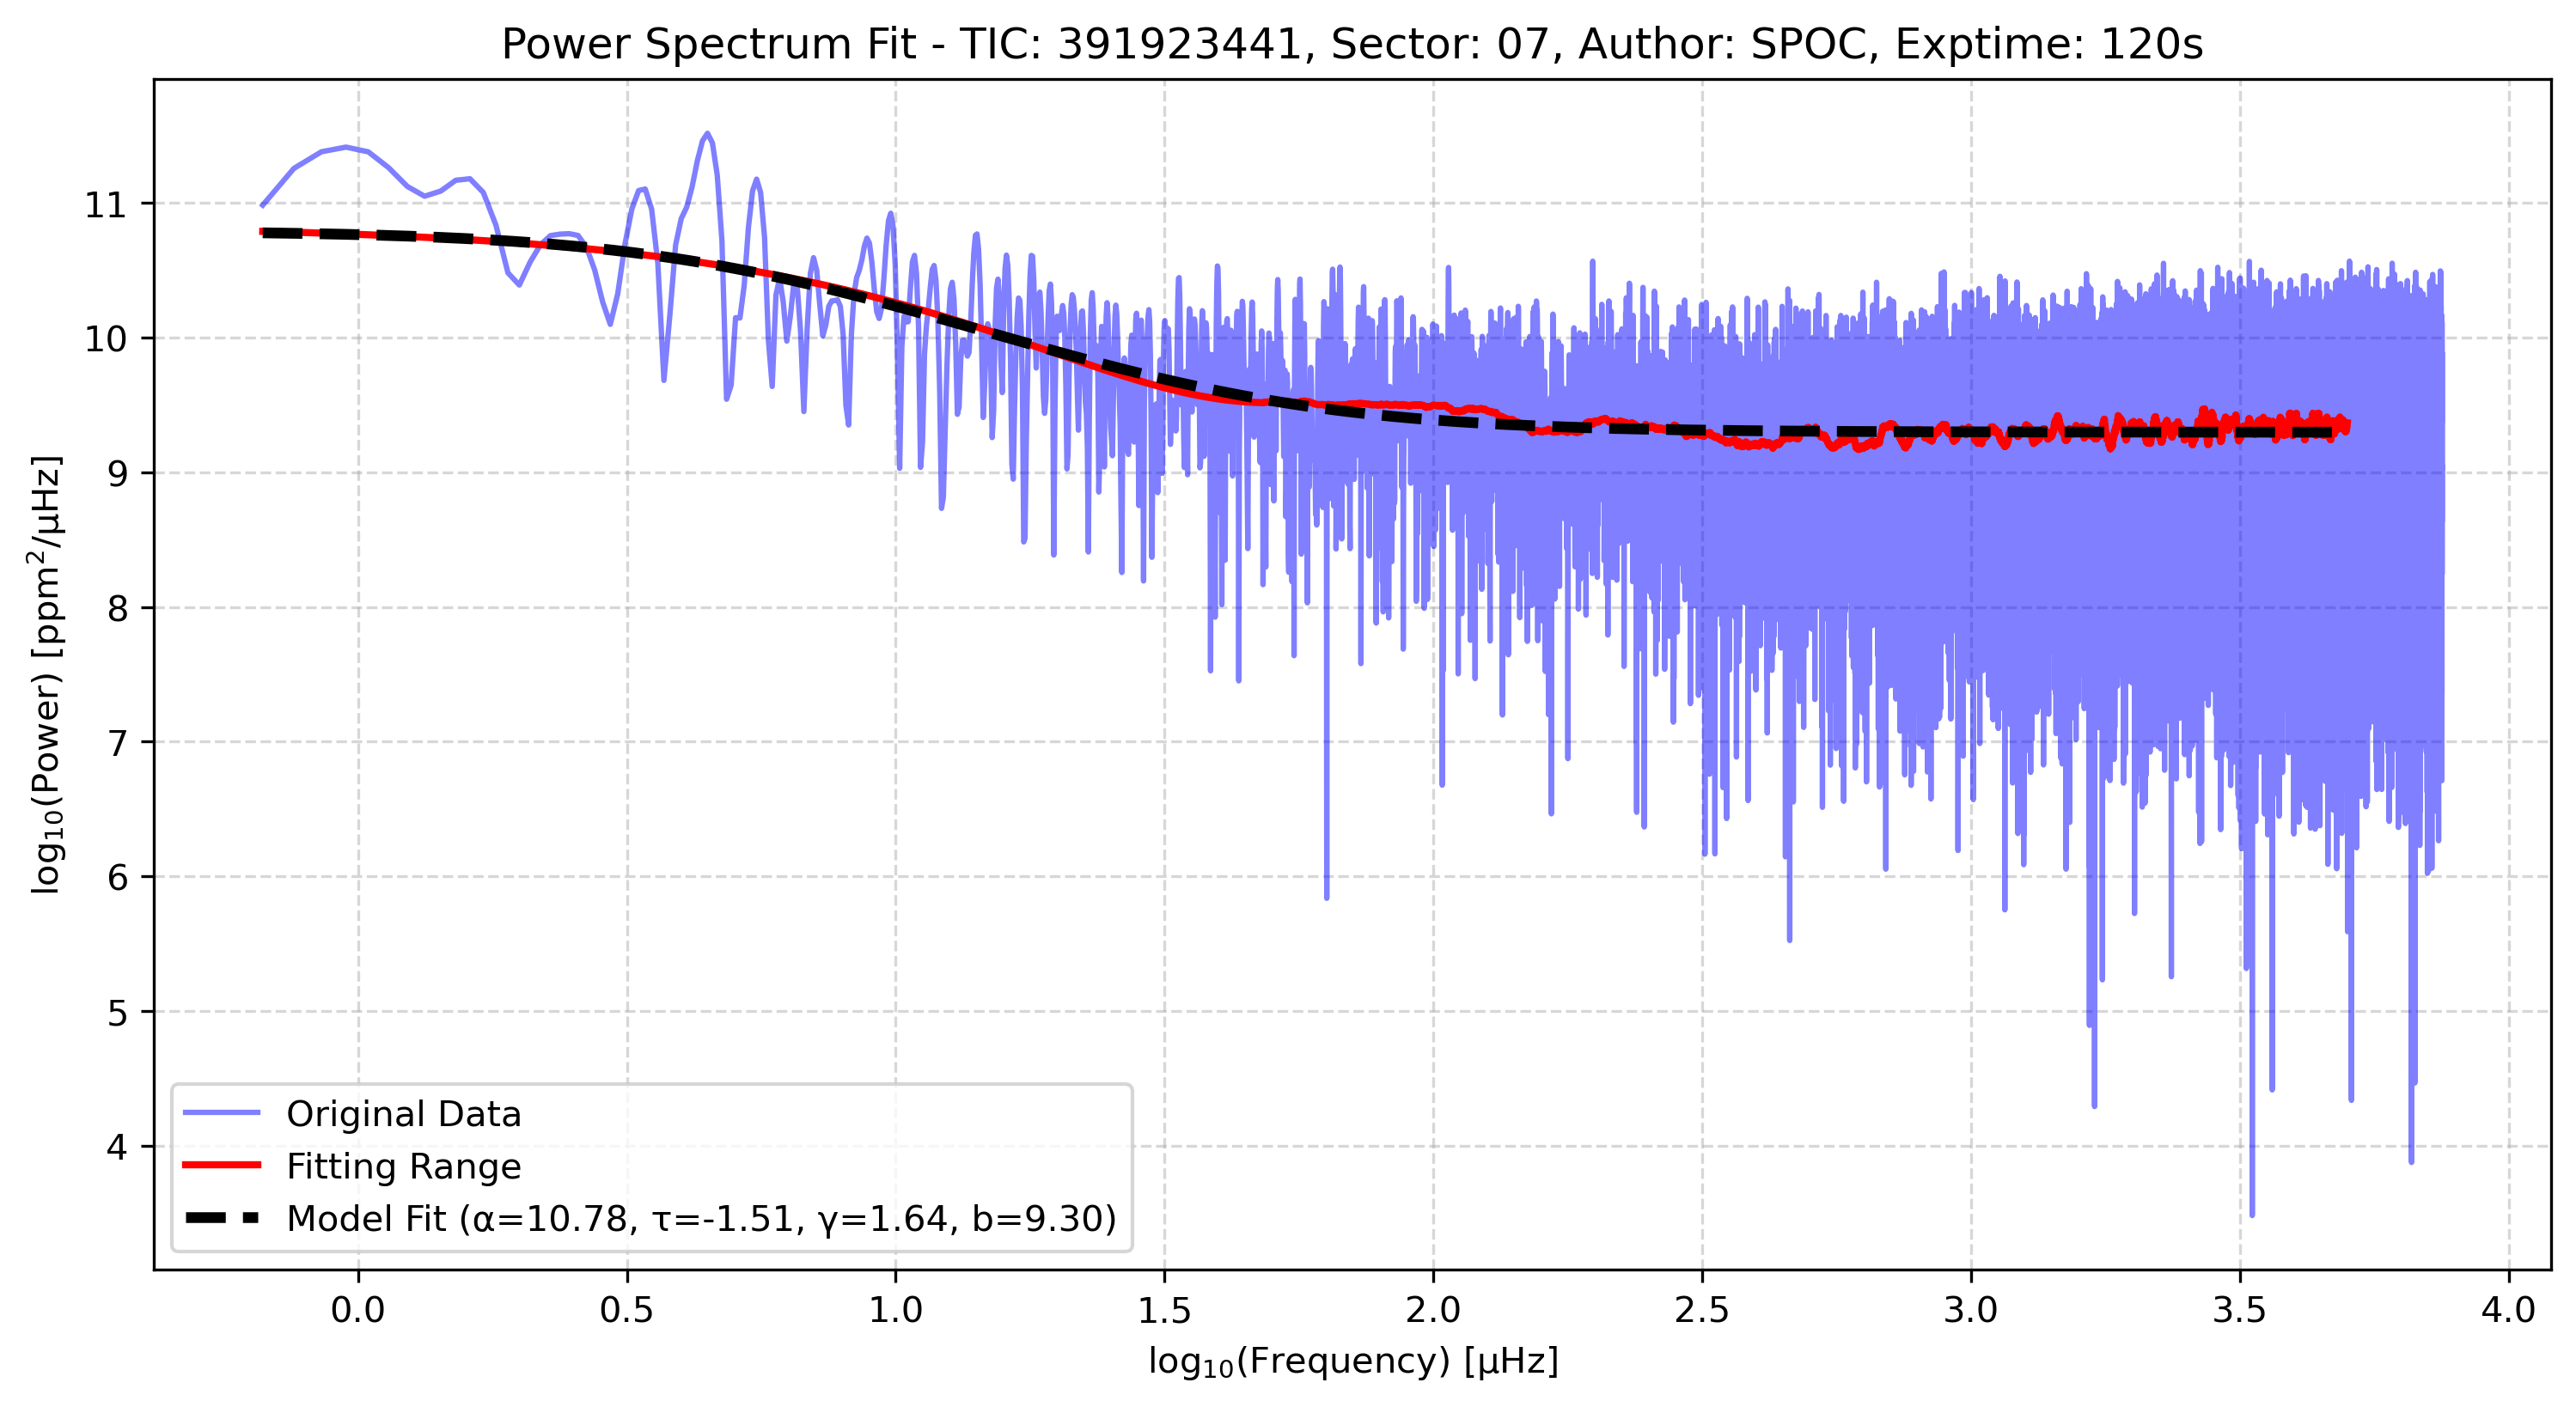 Power Spectrum Fit - TIC: 391923441, Sector: 07, Author: SPOC, Exptime: 120s
log₁₀(Power) [ppm²/μHz]
11
10
9
8
7
6
5
4
Original Data
Fitting Range
Model Fit (α=10.78, τ=-1.51, γ=1.64, b=9.30)
0.0 0.5 1.0 1.5 2.0 2.5 3.0 3.5 4.0
log₁₀(Frequency) [μHz]